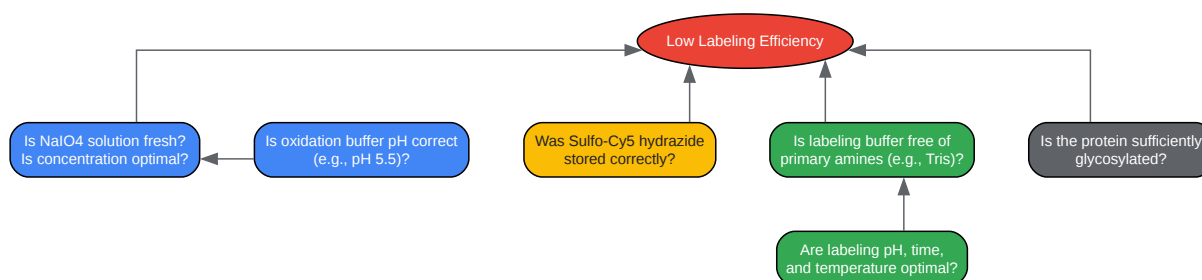 Low Labeling Efficiency
Is NaIO4 solution fresh?
Is concentration optimal?
Is oxidation buffer pH correct
(e.g., pH 5.5)?
Was Sulfo-Cy5 hydrazide
stored correctly?
Is labeling buffer free of
primary amines (e.g., Tris)?
Is the protein sufficiently
glycosylated?
Are labeling pH, time,
and temperature optimal?